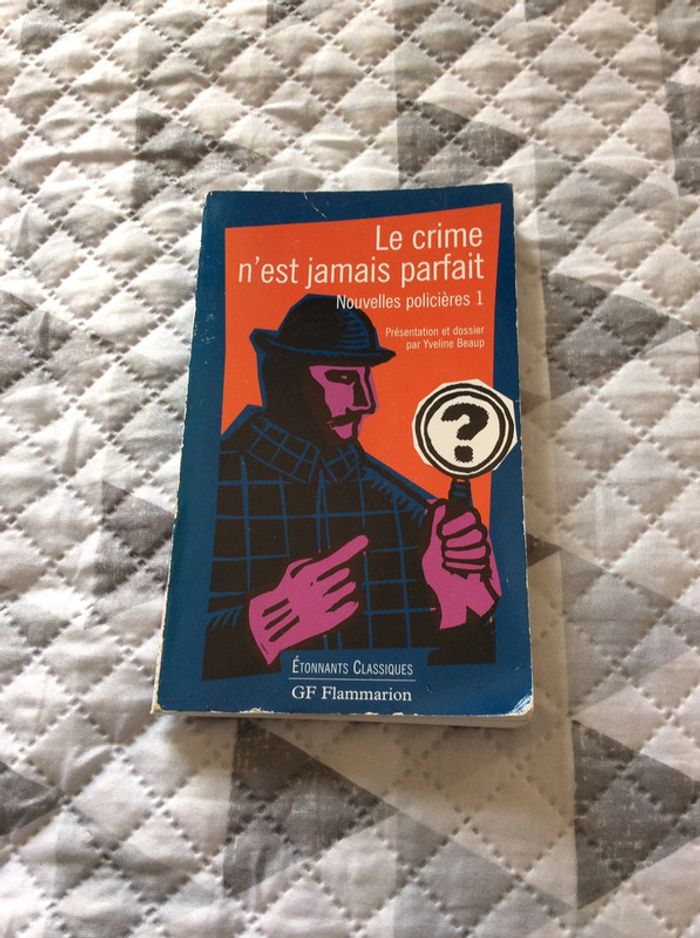 Le crime
n'est jamais parfait
Nouvelles policières 1
Présentation et dossier
par Yveline Beaup
?
ÉTONNANTS CLASSIQUES
GF Flammarion